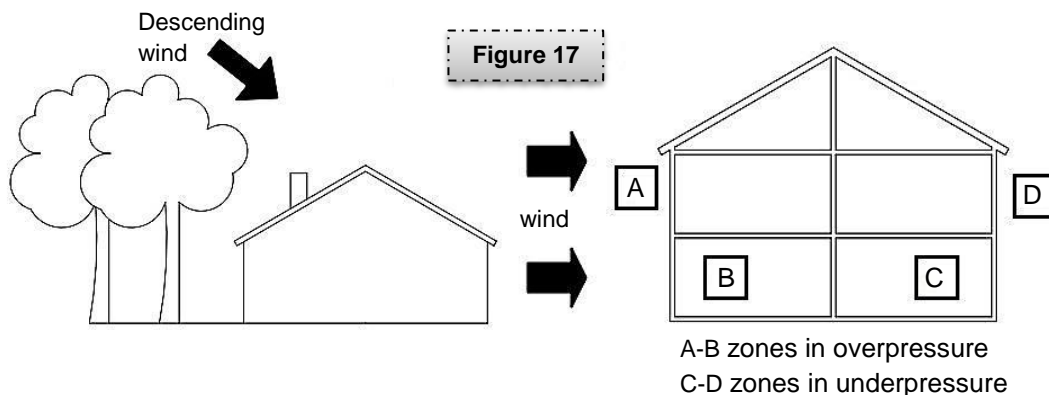 Descending
wind
Figure 17
wind
A
B
C
D
A-B zones in overpressure
C-D zones in underpressure